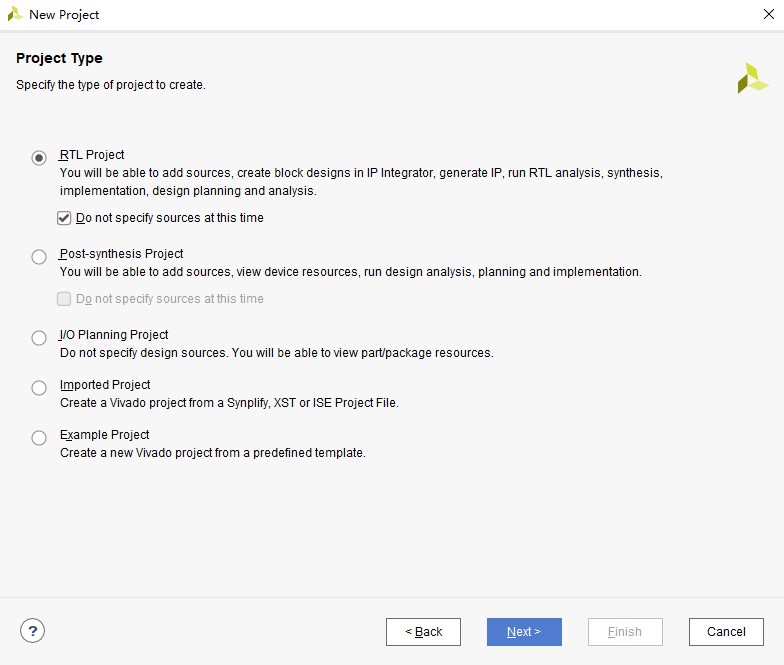 New Project
Project Type
Specify the type of project to create.
RTL Project
You will be able to add sources, create block designs in IP Integrator, generate IP, run RTL analysis, synthesis,
implementation, design planning and analysis.
Do not specify sources at this time
Post-synthesis Project
You will be able to add sources, view device resources, run design analysis, planning and implementation.
Do not specify sources at this time
I/O Planning Project
Do not specify design sources. You will be able to view part/package resources.
Imported Project
Create a Vivado project from a Synplify, XST or ISE Project File.
Example Project
Create a new Vivado project from a predefined template.
?
< Back
Next >
Finish
Cancel